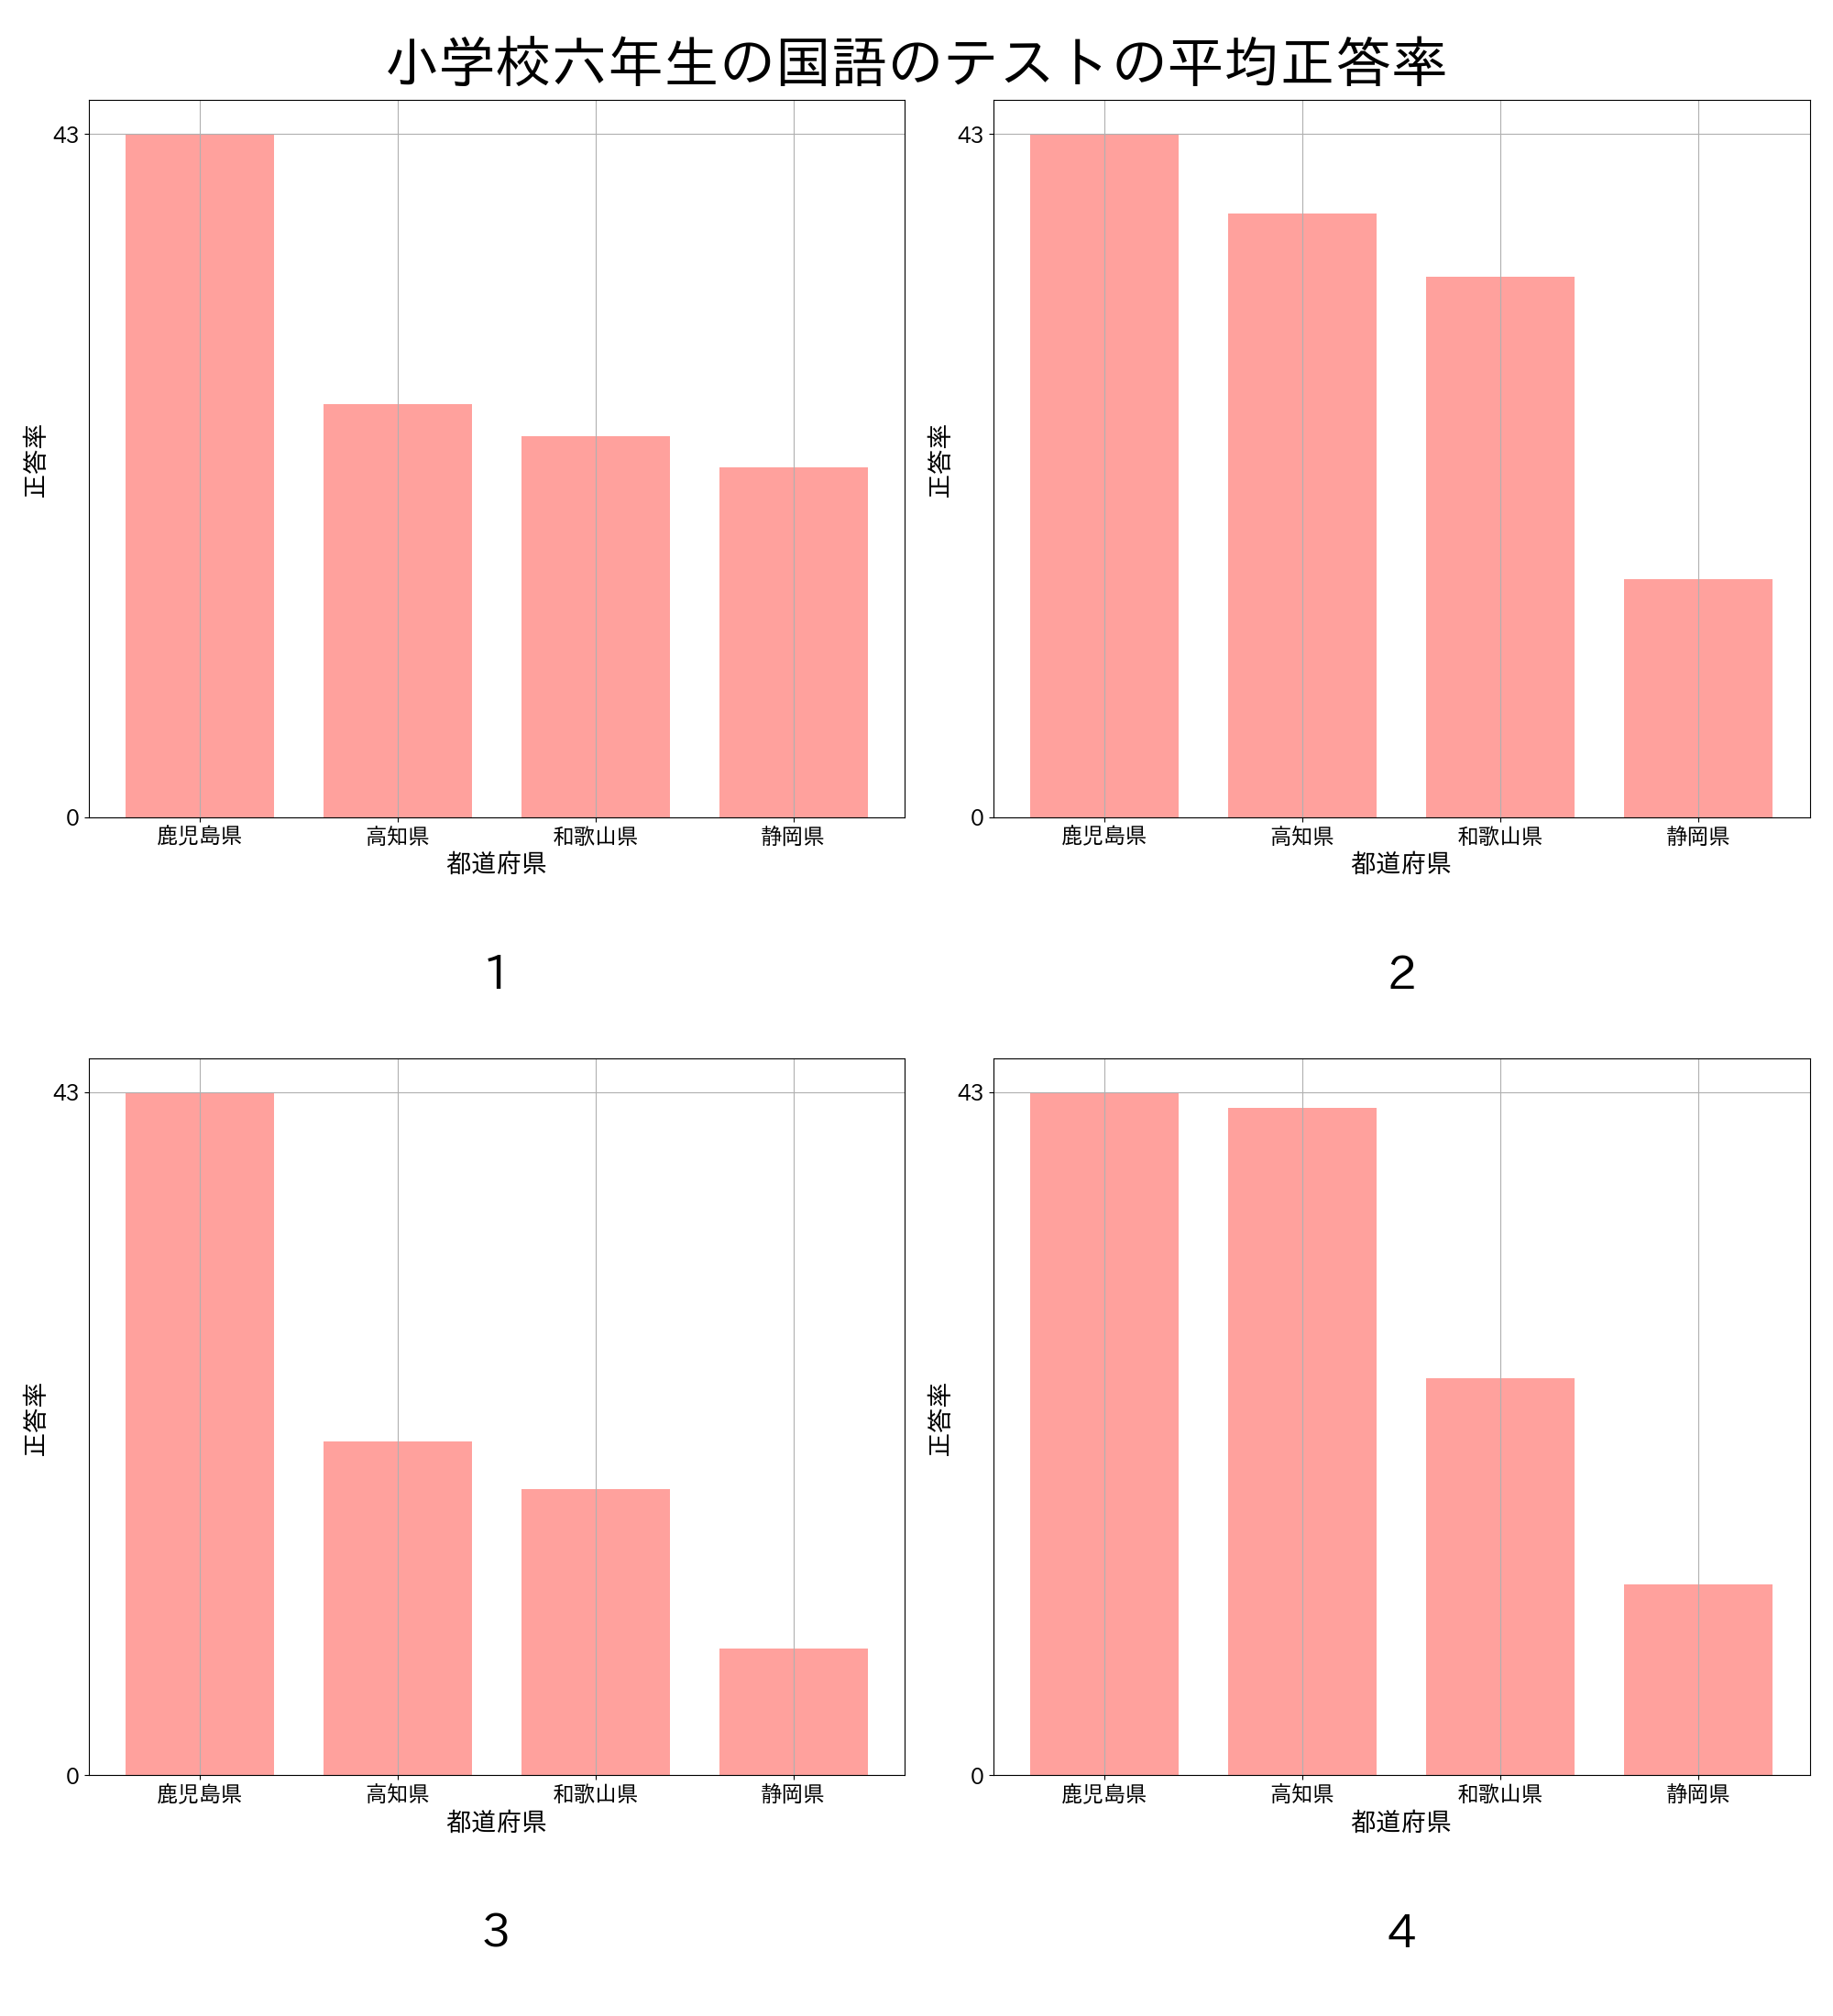 小学校六年生の国語のテストの平均正答率
43
0
正答率
鹿児島県 高知県 和歌山県 静岡県
都道府県
1
43
0
正答率
鹿児島県 高知県 和歌山県 静岡県
都道府県
2
43
0
正答率
鹿児島県 高知県 和歌山県 静岡県
都道府県
3
43
0
正答率
鹿児島県 高知県 和歌山県 静岡県
都道府県
4